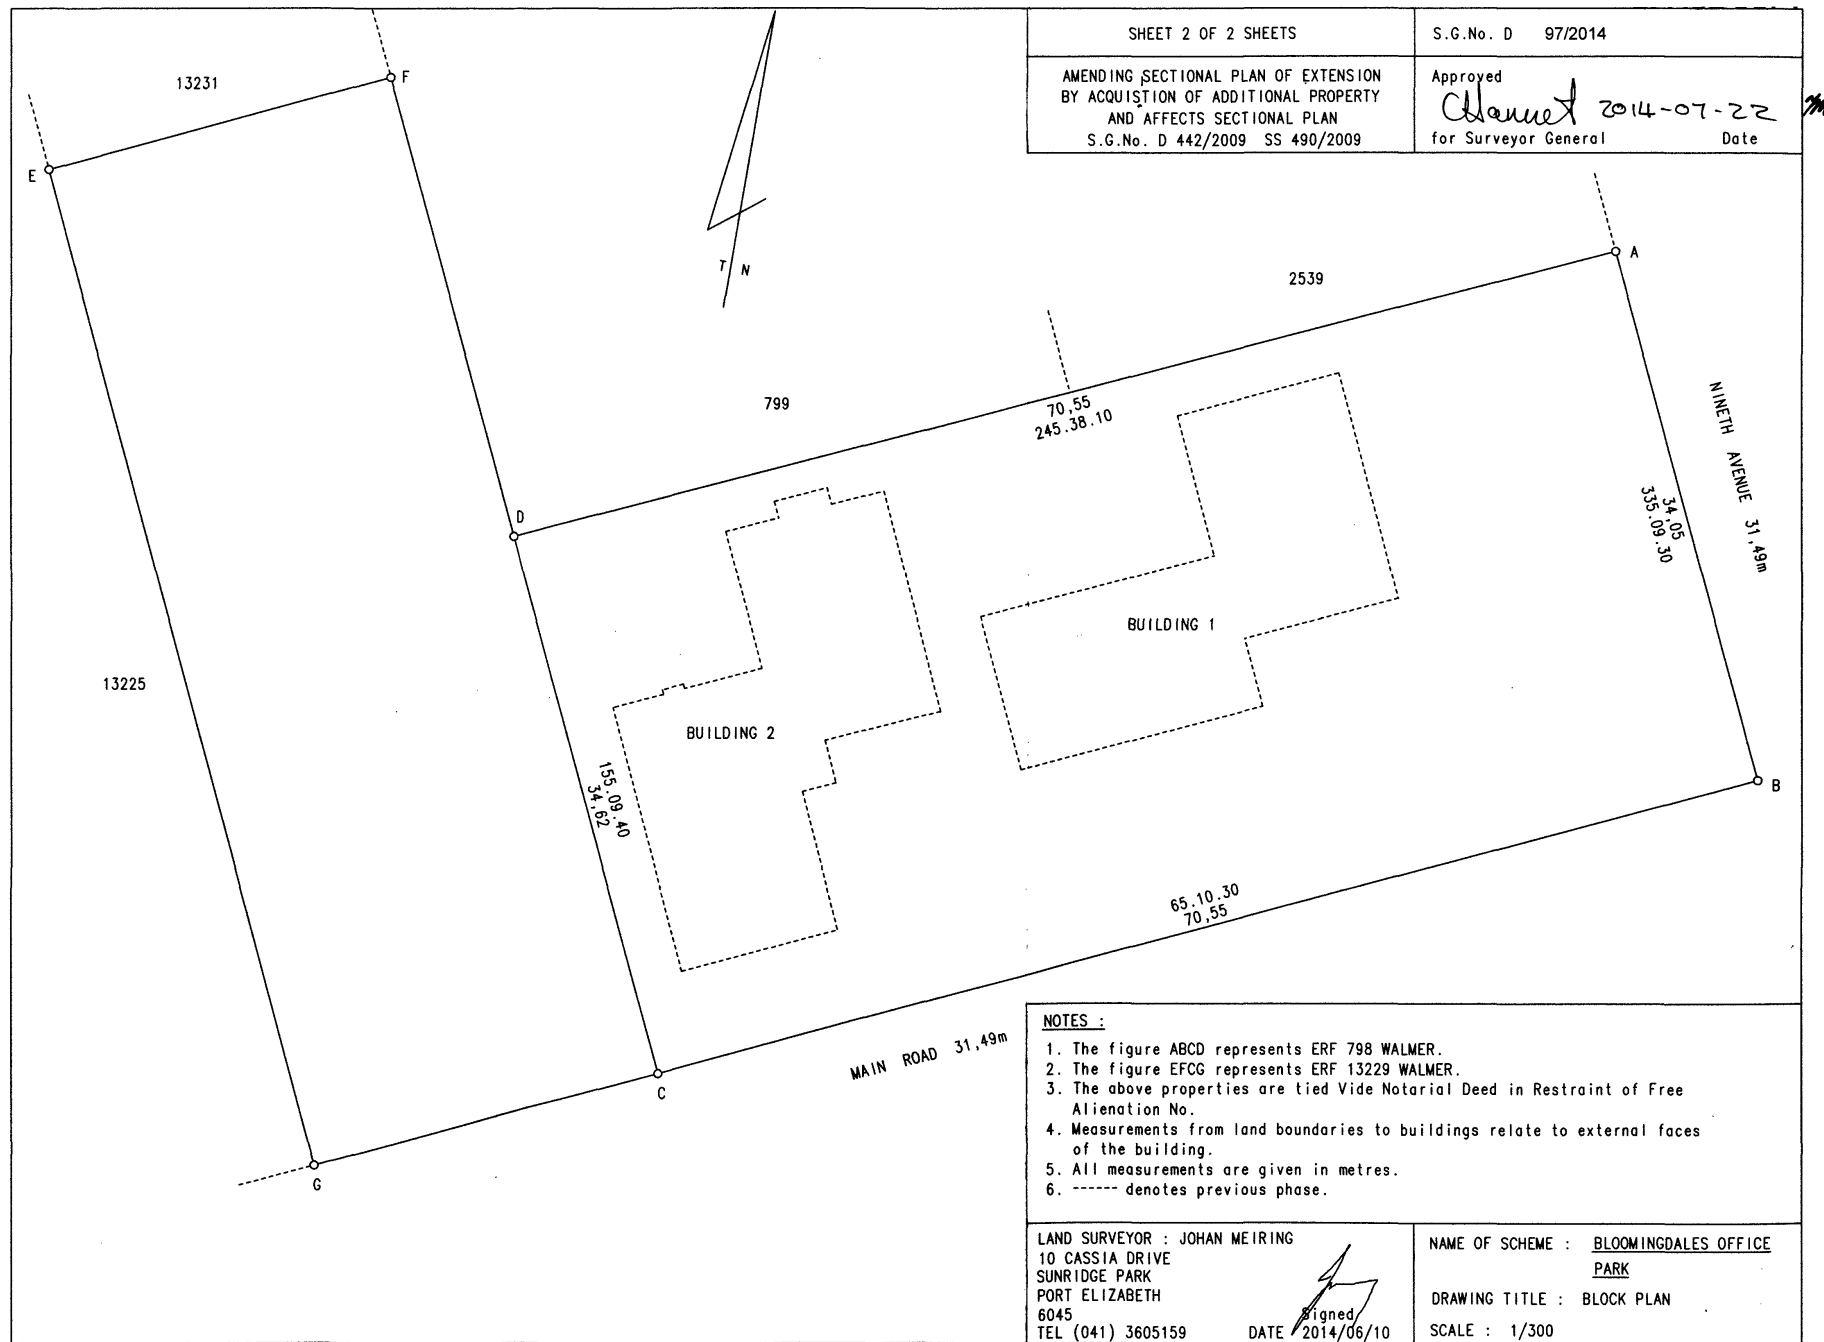 SHEET 2 OF 2 SHEETS
S.G.No. D 97/2014
AMENDING SECTIONAL PLAN OF EXTENSION
BY ACQUISTION OF ADDITIONAL PROPERTY
AND AFFECTS SECTIONAL PLAN
S.G.No. D 442/2009 SS 490/2009
Approved
2014-07-22
for Surveyor General Date
13231
F
E
T N
A
2539
799
70,55
245.38.10
NINETH AVENUE 31,49m
34,05
335.09.30
D
BUILDING 1
13225
BUILDING 2
155.09.40
34,62
B
65.10.30
70,55
MAIN ROAD 31,49m
C
G
NOTES :
1. The figure ABCD represents ERF 798 WALMER.
2. The figure EFCG represents ERF 13229 WALMER.
3. The above properties are tied Vide Notarial Deed in Restraint of Free
Alienation No.
4. Measurements from land boundaries to buildings relate to external faces
of the building.
5. All measurements are given in metres.
6. ------ denotes previous phase.
LAND SURVEYOR : JOHAN MEIRING
10 CASSIA DRIVE
SUNRIDGE PARK
PORT ELIZABETH
6045
TEL (041) 3605159
Signed
DATE 2014/06/10
NAME OF SCHEME : BLOOMINGDALES OFFICE
PARK
DRAWING TITLE : BLOCK PLAN
SCALE : 1/300